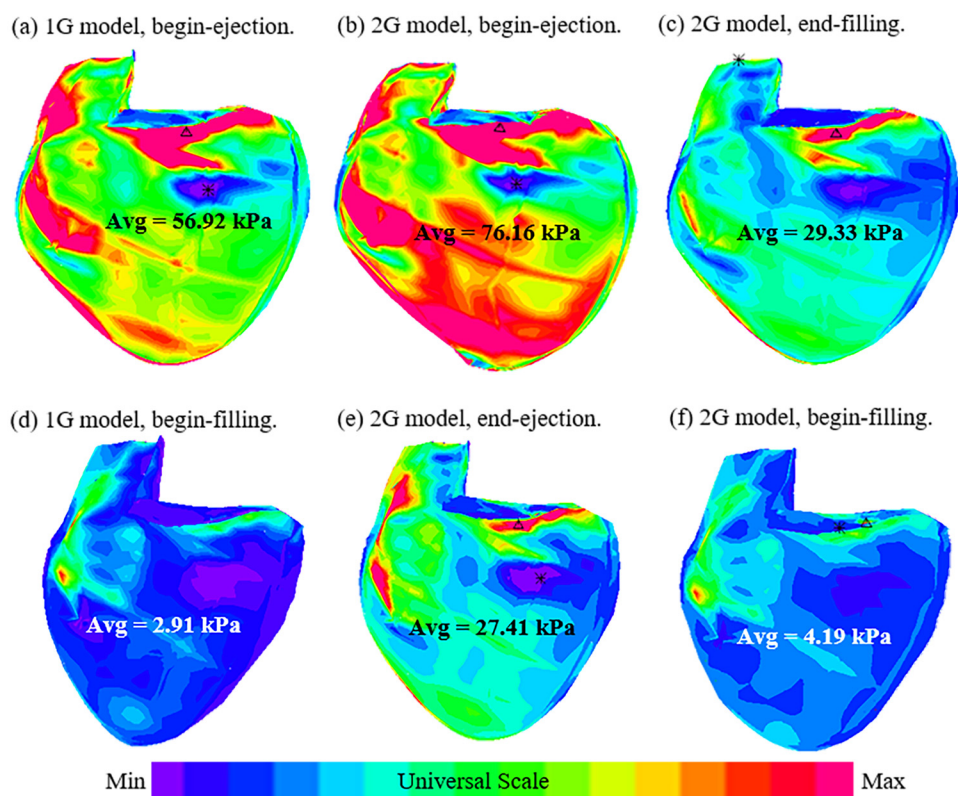 (a) 1G model, begin-ejection.
(b) 2G model, begin-ejection.
(c) 2G model, end-filling.
Avg = 56.92 kPa
Avg = 76.16 kPa
Avg = 29.33 kPa
(d) 1G model, begin-filling.
(e) 2G model, end-ejection.
(f) 2G model, begin-filling.
Avg = 2.91 kPa
Avg = 27.41 kPa
Avg = 4.19 kPa
Min Universal Scale Max